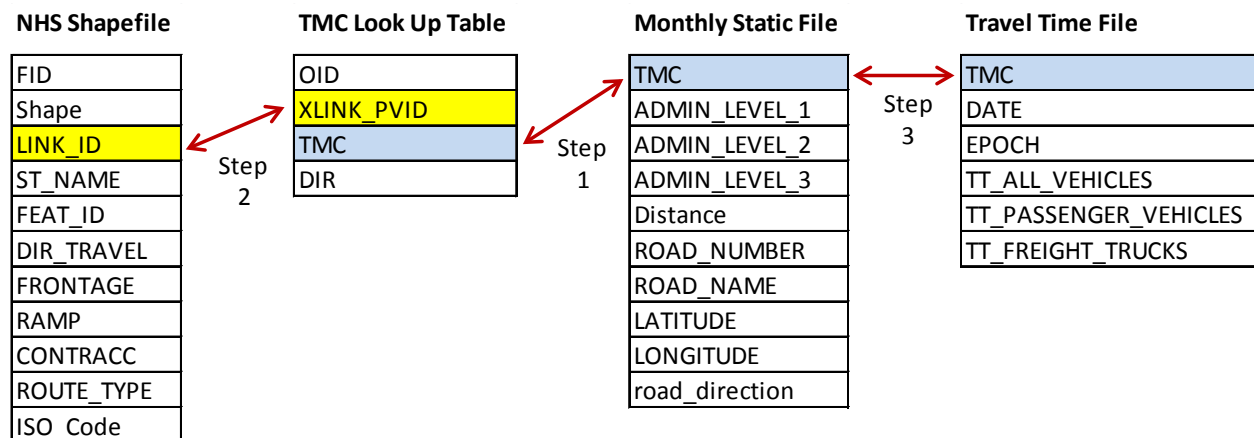 NHS Shapefile
FID
Shape
LINK_ID
ST_NAME
FEAT_ID
DIR_TRAVEL
FRONTAGE
RAMP
CONTRACC
ROUTE_TYPE
ISO_Code
Step
2
TMC Look Up Table
OID
XLINK_PVID
TMC
DIR
Step
1
Monthly Static File
TMC
ADMIN_LEVEL_1
ADMIN_LEVEL_2
ADMIN_LEVEL_3
Distance
ROAD_NUMBER
ROAD_NAME
LATITUDE
LONGITUDE
road_direction
Step
3
Travel Time File
TMC
DATE
EPOCH
TT_ALL_VEHICLES
TT_PASSENGER_VEHICLES
TT_FREIGHT_TRUCKS